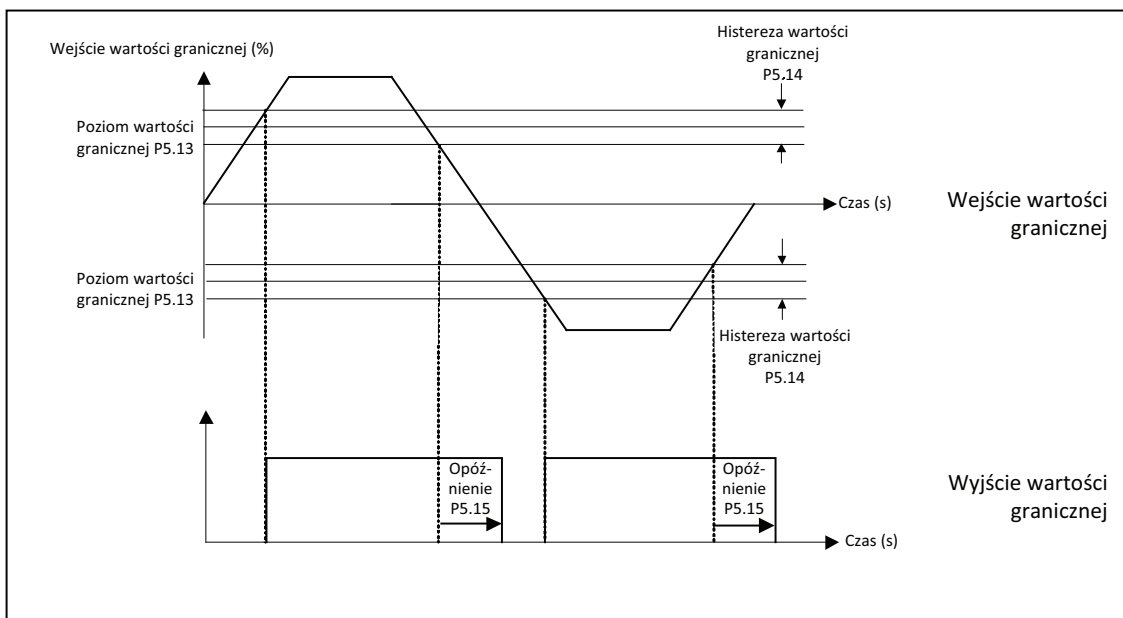 Wejście wartości granicznej (%)
Histereza wartości
granicznej
P5.14
Poziom wartości
granicznej P5.13
Czas (s)
Wejście wartości
granicznej
Poziom wartości
granicznej P5.13
Histereza wartości
granicznej
P5.14
Opóź-
nienie
P5.15
Opóź-
nienie
P5.15
Wyjście wartości
granicznej
Czas (s)